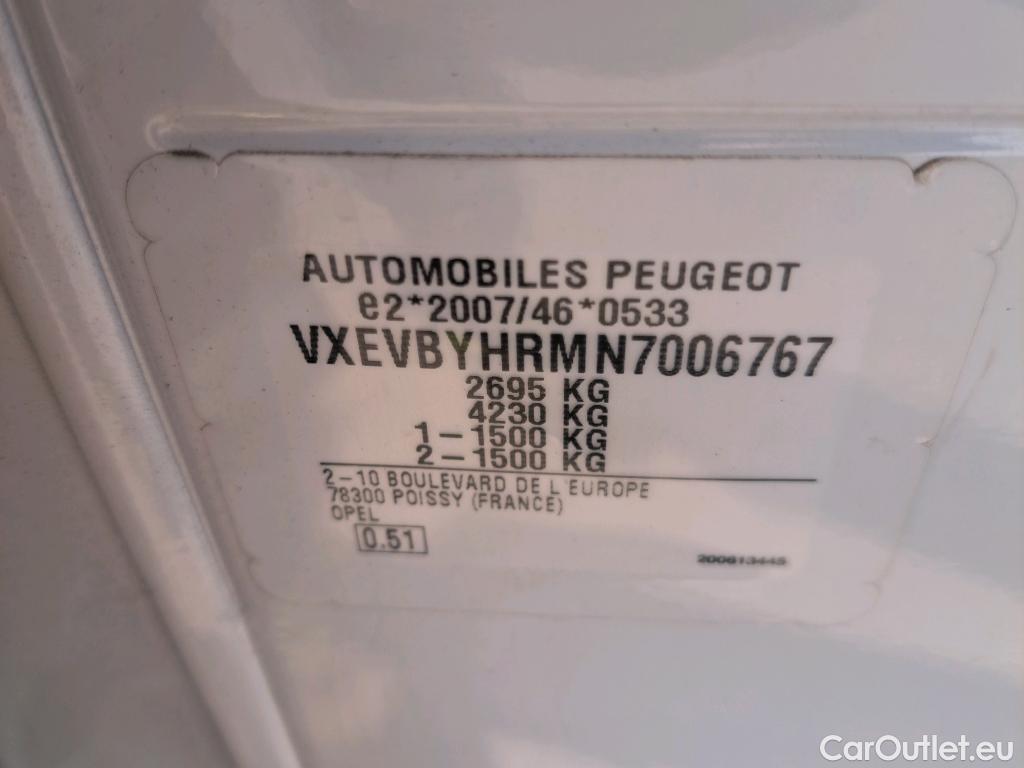 AUTOMOBILES PEUGEOT
e2*2007/46*0533
VXEVBYHRMN7006767
2695 KG
4230 KG
1-1500 KG
2-1500 KG
2-10 BOULEVARD DE L'EUROPE
78300 POISSY (FRANCE)
OPEL
0.51
200613445
CarOutlet.eu